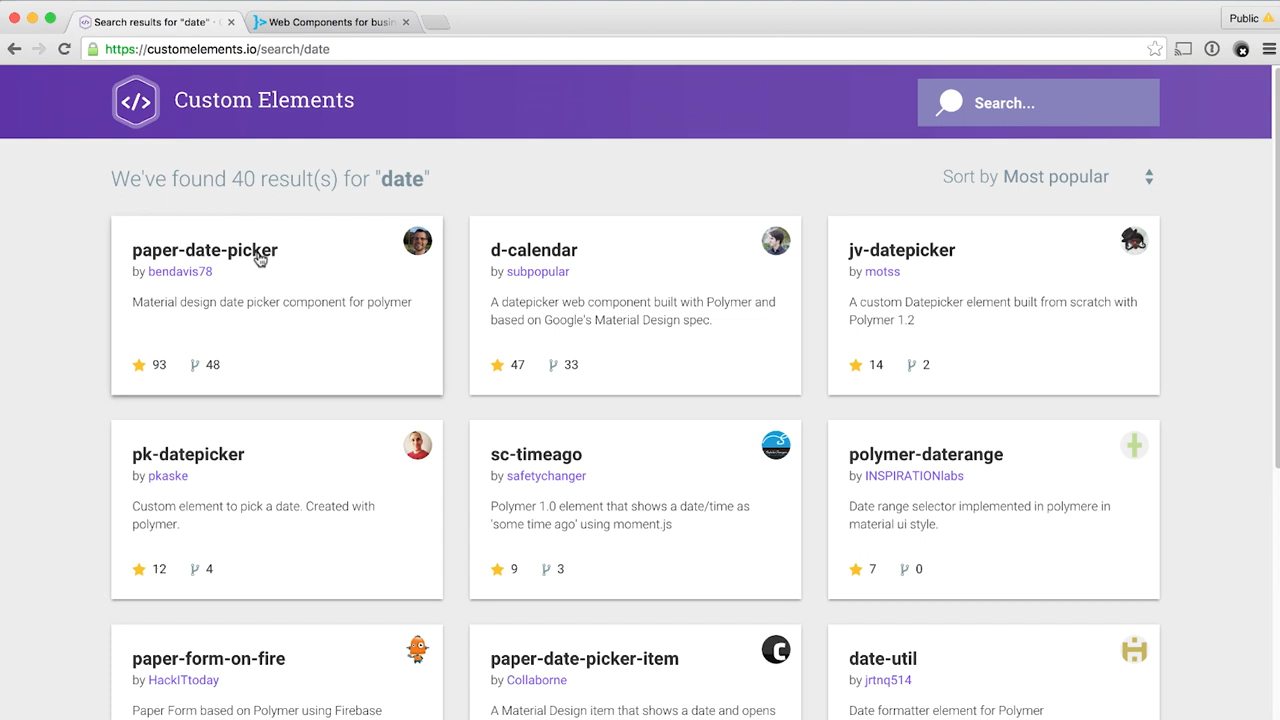 Search results for "date" ·
Web Components for busin
Public
https://customelements.io/search/date
</> Custom Elements
Search...
We've found 40 result(s) for "date"
Sort by Most popular
paper-date-picker
by bendavis78
Material design date picker component for polymer
93 48
d-calendar
by subpopular
A datepicker web component built with Polymer and
based on Google's Material Design spec.
47 33
jv-datepicker
by motss
A custom Datepicker element built from scratch with
Polymer 1.2
14 2
pk-datepicker
by pkaske
Custom element to pick a date. Created with
polymer.
12 4
sc-timeago
by safetychanger
Polymer 1.0 element that shows a date/time as
'some time ago' using moment.js
9 3
polymer-daterange
by INSPIRATIONlabs
Date range selector implemented in polymere in
material ui style.
7 0
paper-form-on-fire
by HackITtoday
Paper Form based on Polymer using Firebase
paper-date-picker-item
by Collaborne
A Material Design item that shows a date and opens
date-util
by jrtnq514
Date formatter element for Polymer